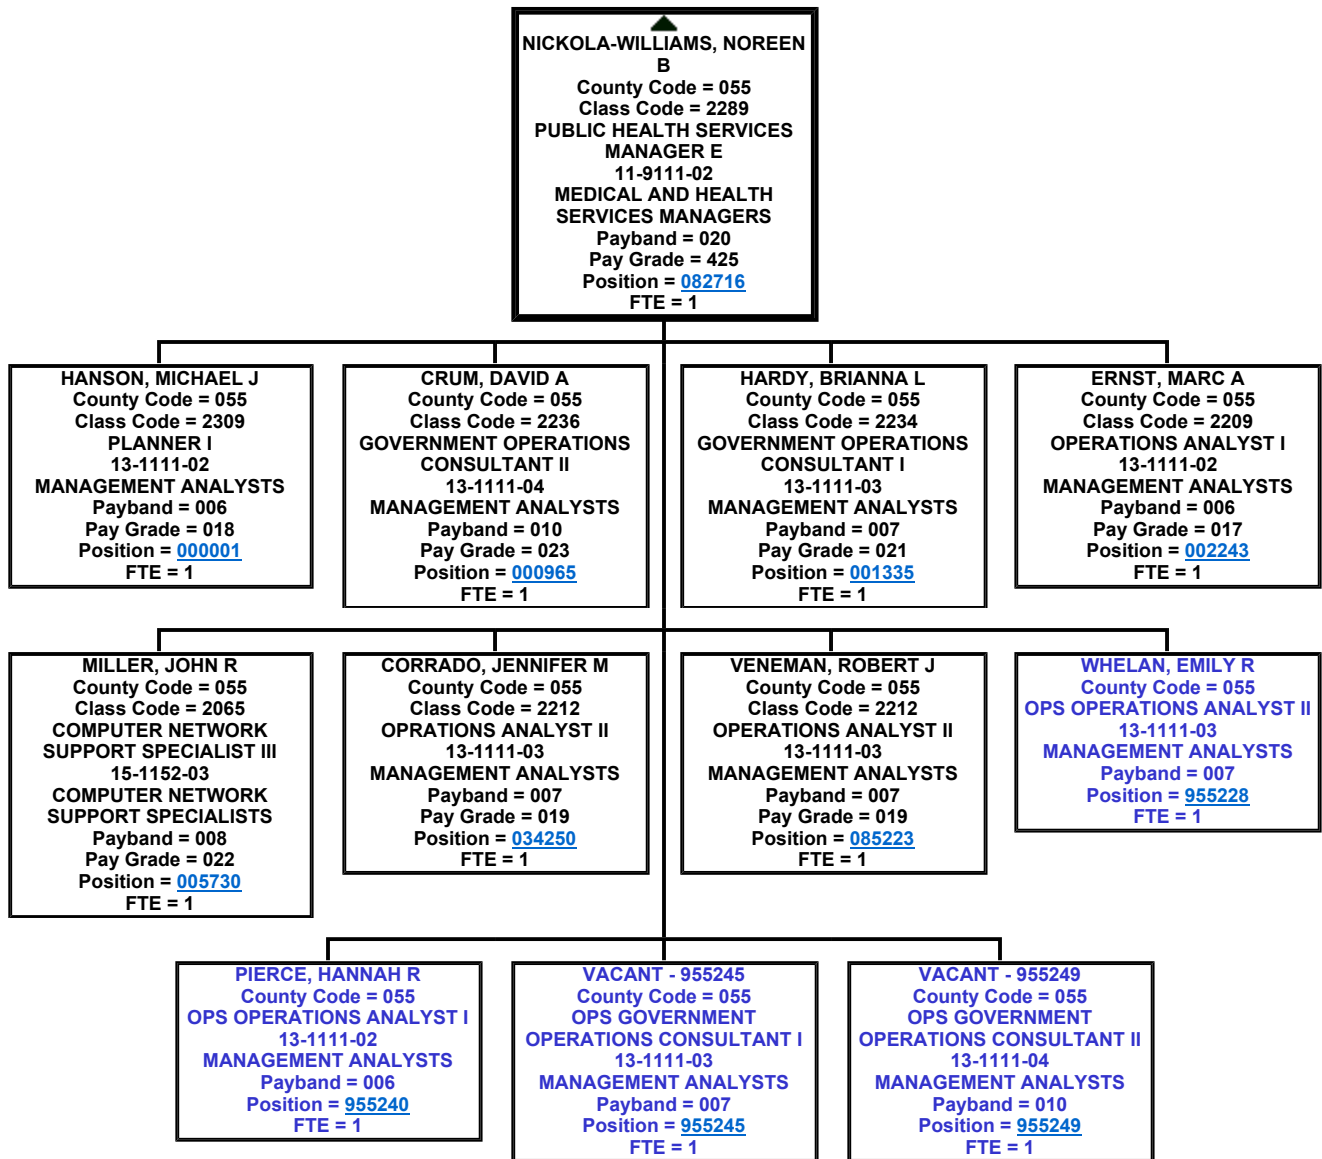 NICKOLA-WILLIAMS, NOREEN
B
County Code = 055
Class Code = 2289
PUBLIC HEALTH SERVICES
MANAGER E
11-9111-02
MEDICAL AND HEALTH
SERVICES MANAGERS
Payband = 020
Pay Grade = 425
Position = 082716
FTE = 1
HANSON, MICHAEL J
County Code = 055
Class Code = 2309
PLANNER I
13-1111-02
MANAGEMENT ANALYSTS
Payband = 006
Pay Grade = 018
Position = 000001
FTE = 1
CRUM, DAVID A
County Code = 055
Class Code = 2236
GOVERNMENT OPERATIONS
CONSULTANT II
13-1111-04
MANAGEMENT ANALYSTS
Payband = 010
Pay Grade = 023
Position = 000965
FTE = 1
HARDY, BRIANNA L
County Code = 055
Class Code = 2234
GOVERNMENT OPERATIONS
CONSULTANT I
13-1111-03
MANAGEMENT ANALYSTS
Payband = 007
Pay Grade = 021
Position = 001335
FTE = 1
ERNST, MARC A
County Code = 055
Class Code = 2209
OPERATIONS ANALYST I
13-1111-02
MANAGEMENT ANALYSTS
Payband = 006
Pay Grade = 017
Position = 002243
FTE = 1
MILLER, JOHN R
County Code = 055
Class Code = 2065
COMPUTER NETWORK
SUPPORT SPECIALIST III
15-1152-03
COMPUTER NETWORK
SUPPORT SPECIALISTS
Payband = 008
Pay Grade = 022
Position = 005730
FTE = 1
CORRADO, JENNIFER M
County Code = 055
Class Code = 2212
OPRATIONS ANALYST II
13-1111-03
MANAGEMENT ANALYSTS
Payband = 007
Pay Grade = 019
Position = 034250
FTE = 1
VENEMAN, ROBERT J
County Code = 055
Class Code = 2212
OPERATIONS ANALYST II
13-1111-03
MANAGEMENT ANALYSTS
Payband = 007
Pay Grade = 019
Position = 085223
FTE = 1
WHELAN, EMILY R
County Code = 055
OPS OPERATIONS ANALYST II
13-1111-03
MANAGEMENT ANALYSTS
Payband = 007
Position = 955228
FTE = 1
PIERCE, HANNAH R
County Code = 055
OPS OPERATIONS ANALYST I
13-1111-02
MANAGEMENT ANALYSTS
Payband = 006
Position = 955240
FTE = 1
VACANT - 955245
County Code = 055
OPS GOVERNMENT
OPERATIONS CONSULTANT I
13-1111-03
MANAGEMENT ANALYSTS
Payband = 007
Position = 955245
FTE = 1
VACANT - 955249
County Code = 055
OPS GOVERNMENT
OPERATIONS CONSULTANT II
13-1111-04
MANAGEMENT ANALYSTS
Payband = 010
Position = 955249
FTE = 1